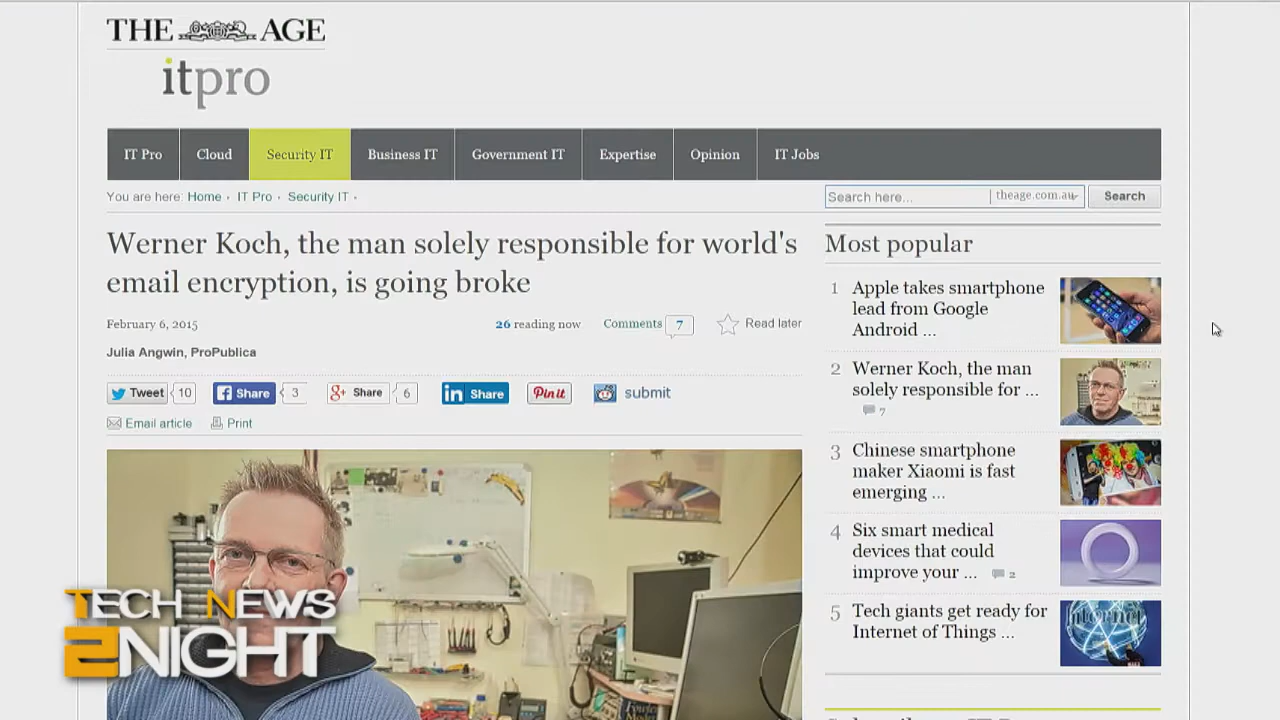 THE AGE
itpro
IT Pro
Cloud
Security IT
Business IT
Government IT
Expertise
Opinion
IT Jobs
You are here: Home · IT Pro · Security IT ·
Search here...
theage.com.au
Search
Werner Koch, the man solely responsible for world's
email encryption, is going broke
February 6, 2015
26 reading now
Comments 7
Read later
Julia Angwin, ProPublica
Tweet 10
Share 3
Share 6
in Share
Pin it
submit
Email article
Print
Most popular
1 Apple takes smartphone
lead from Google
Android ...
2 Werner Koch, the man
solely responsible for ...
7
3 Chinese smartphone
maker Xiaomi is fast
emerging ...
4 Six smart medical
devices that could
improve your ... 2
5 Tech giants get ready for
Internet of Things ...
Internet
TECH NEWS
2NIGHT